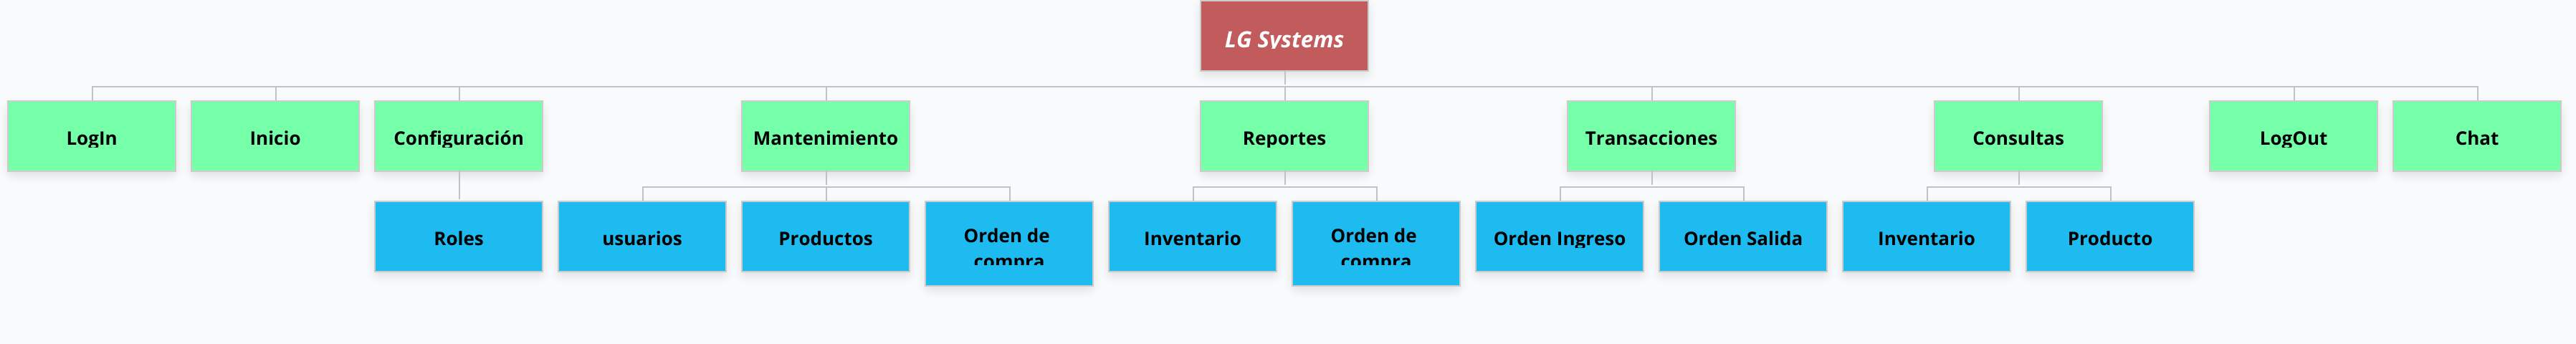 LG Systems
LogIn
Inicio
Configuración
Mantenimiento
Reportes
Transacciones
Consultas
LogOut
Chat
Roles
usuarios
Productos
Orden de
compra
Inventario
Orden de
compra
Orden Ingreso
Orden Salida
Inventario
Producto